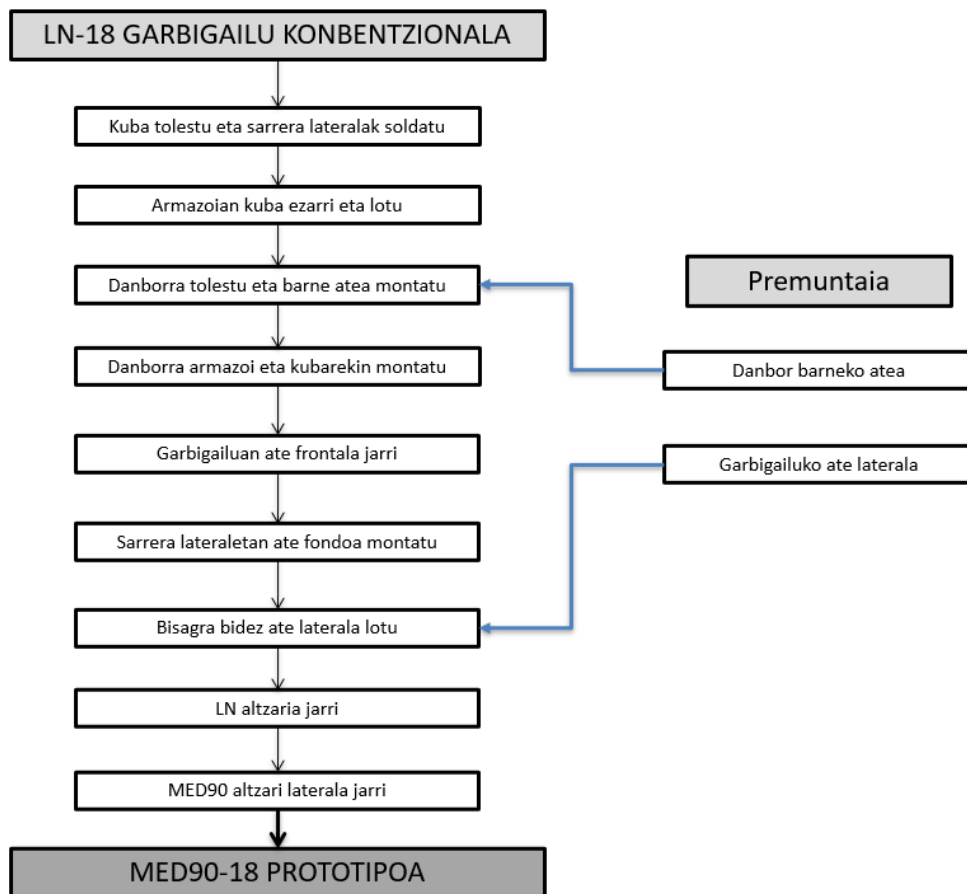 LN-18 GARBIGAILU KONBENTZIONALA
Kuba tolestu eta sarrera lateralak soldatu
Armazoian kuba ezarri eta lotu
Danborra tolestu eta barne atea montatu
Danborra armazoi eta kubarekin montatu
Garbigailuan ate frontala jarri
Sarrera lateraletan ate fondoa montatu
Bisagra bidez ate laterala lotu
LN altzaria jarri
MED90 altzari laterala jarri
MED90-18 PROTOTIPOA
Premuntaia
Danbor barneko atea
Garbigailuko ate laterala